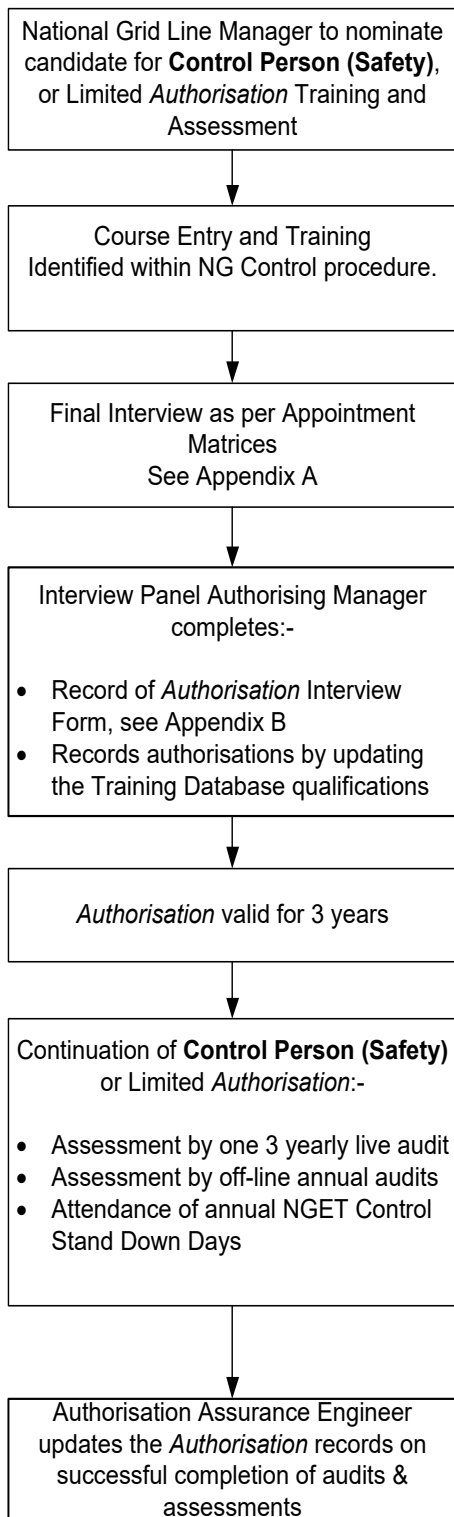 National Grid Line Manager to nominate
candidate for Control Person (Safety),
or Limited Authorisation Training and
Assessment
Course Entry and Training
Identified within NG Control procedure.
Final Interview as per Appointment
Matrices
See Appendix A
Interview Panel Authorising Manager
completes:-
• Record of Authorisation Interview
Form, see Appendix B
• Records authorisations by updating
the Training Database qualifications
Authorisation valid for 3 years
Continuation of Control Person (Safety)
or Limited Authorisation:-
• Assessment by one 3 yearly live audit
• Assessment by off-line annual audits
• Attendance of annual NGET Control
Stand Down Days
Authorisation Assurance Engineer
updates the Authorisation records on
successful completion of audits &
assessments